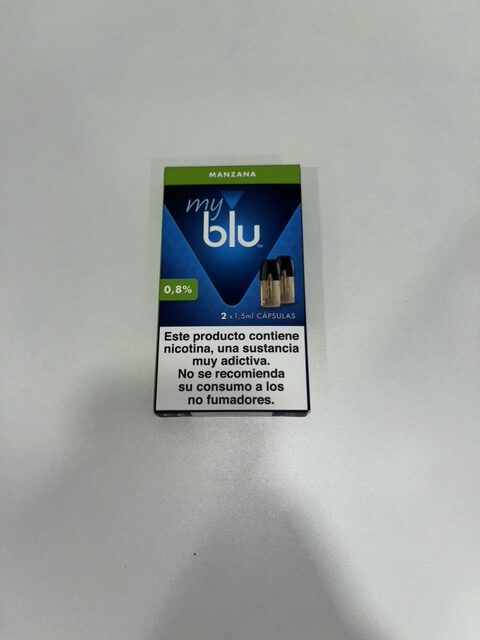 MANZANA
my
blu™
0,8%
2 x 1,5ml CÁPSULAS
Este producto contiene
nicotina, una sustancia
muy adictiva.
No se recomienda
su consumo a los
no fumadores.